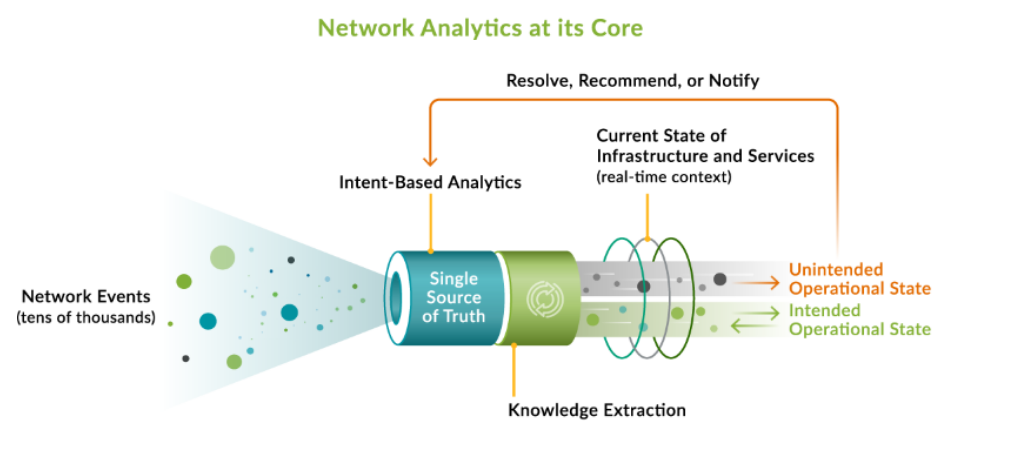 Network Analytics at its Core
Resolve, Recommend, or Notify
Current State of
Infrastructure and Services
(real-time context)
Intent-Based Analytics
Network Events
(tens of thousands)
Single
Source
of Truth
Unintended
Operational State
Intended
Operational State
Knowledge Extraction